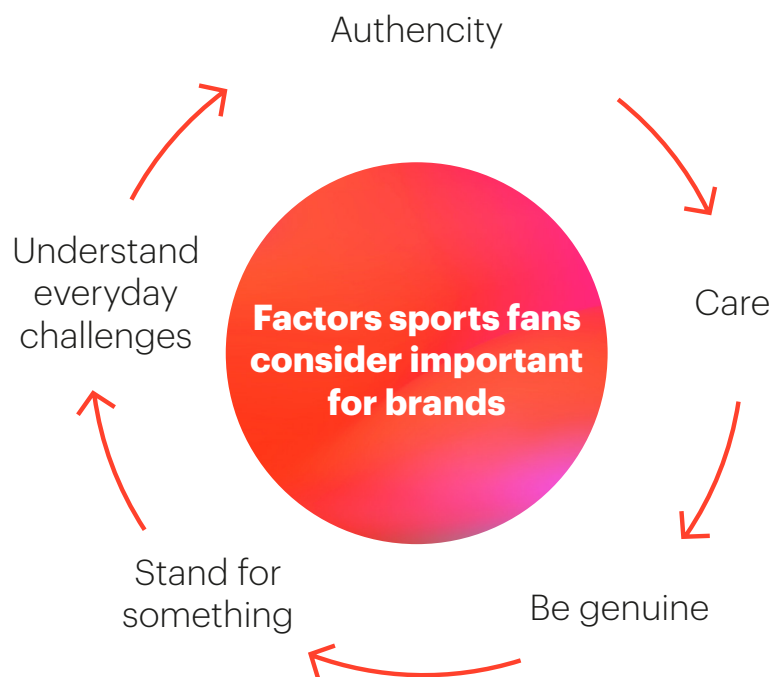 Authencity
Care
Be genuine
Stand for
something
Understand
everyday
challenges
Factors sports fans
consider important
for brands